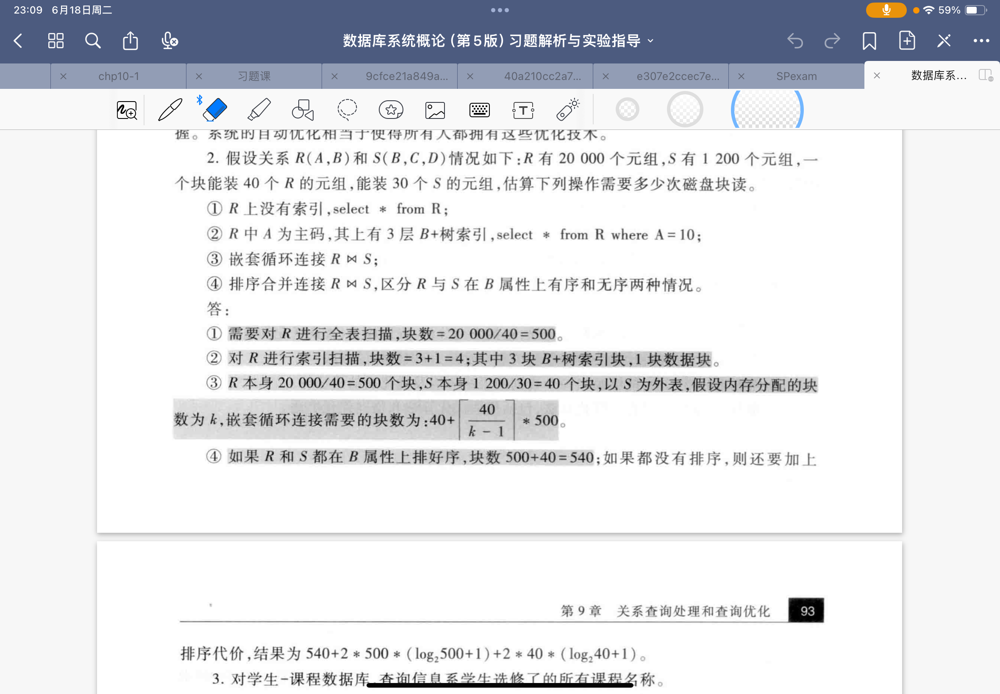 23:09 6月18日周二
59%
数据库系统概论（第5版）习题解析与实验指导
chp10-1
习题课
9cfce21a849a...
40a210cc2a7...
e307e2ccec7e...
SPexam
数据库系...
握。系统的自动优化相当于使得所有人都拥有这些优化技术。
2. 假设关系 R(A,B)和 S(B,C,D)情况如下:R 有 20 000 个元组,S 有 1 200 个元组,一
个块能装 40 个 R 的元组,能装 30 个 S 的元组,估算下列操作需要多少次磁盘块读。
① R 上没有索引,select * from R;
② R 中 A 为主码,其上有 3 层 B+树索引,select * from R where A=10;
③ 嵌套循环连接 R ⋈ S;
④ 排序合并连接 R ⋈ S,区分 R 与 S 在 B 属性上有序和无序两种情况。
答:
① 需要对 R 进行全表扫描,块数=20 000/40=500。
② 对 R 进行索引扫描,块数=3+1=4;其中 3 块 B+树索引块,1 块数据块。
③ R 本身 20 000/40=500 个块,S 本身 1 200/30=40 个块,以 S 为外表,假设内存分配的块
数为 k,嵌套循环连接需要的块数为:40+⌈40/(k-1)⌉*500。
④ 如果 R 和 S 都在 B 属性上排好序,块数 500+40=540;如果都没有排序,则还要加上
第 9 章 关系查询处理和查询优化 93
排序代价,结果为 540+2*500*(log₂500+1)+2*40*(log₂40+1)。
3. 对学生-课程数据库,查询信息系学生选修了的所有课程名称。